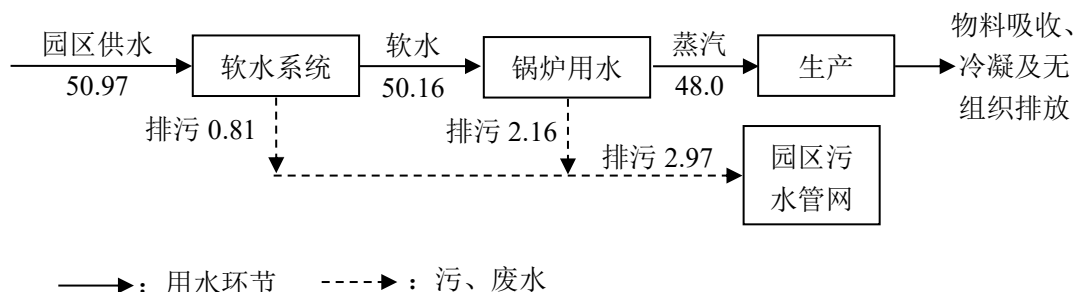 园区供水
50.97
软水系统
软水
50.16
锅炉用水
蒸汽
48.0
生产
物料吸收、
冷凝及无
组织排放
排污 0.81
排污 2.16
排污 2.97
园区污
水管网
：用水环节
：污、废水